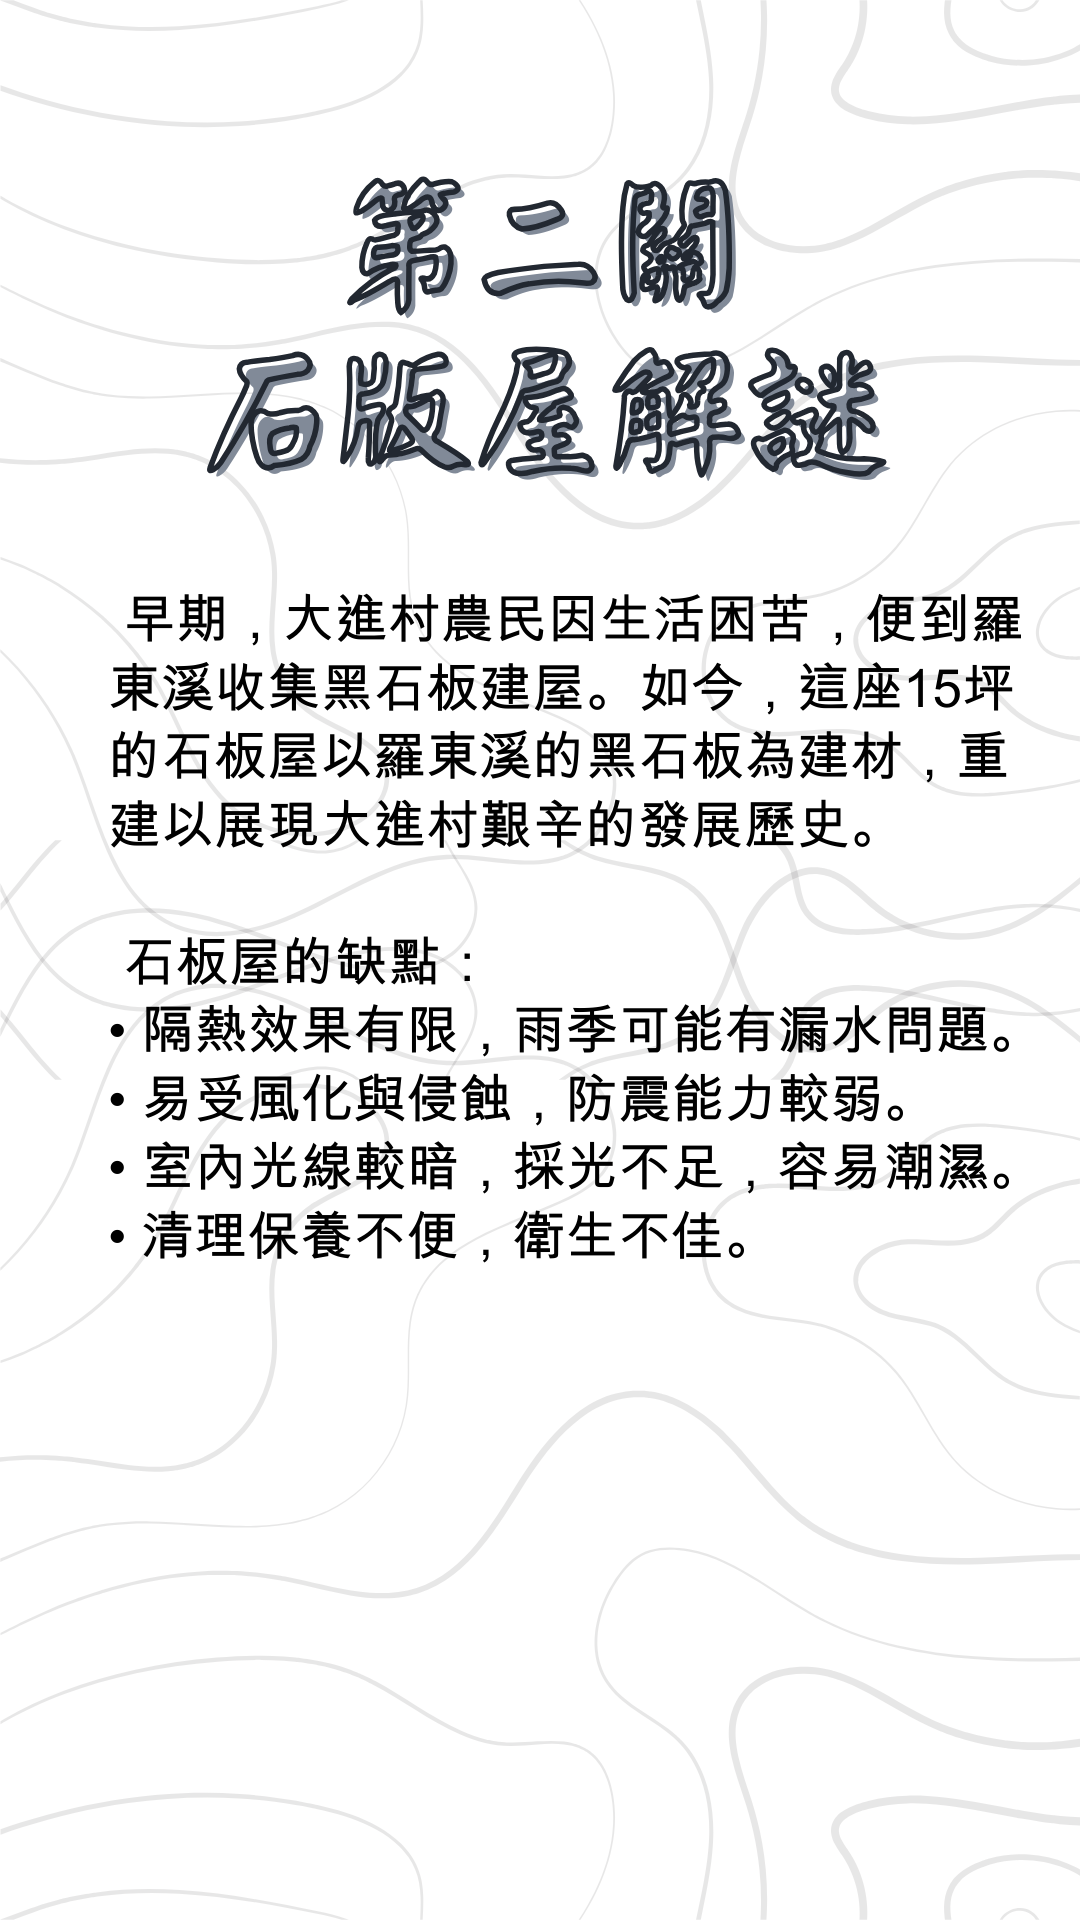 第二關
石版屋解謎
早期，大進村農民因生活困苦，便到羅
東溪收集黑石板建屋。如今，這座15坪
的石板屋以羅東溪的黑石板為建材，重
建以展現大進村艱辛的發展歷史。
石板屋的缺點：
• 隔熱效果有限，雨季可能有漏水問題。
• 易受風化與侵蝕，防震能力較弱。
• 室內光線較暗，採光不足，容易潮濕。
• 清理保養不便，衛生不佳。